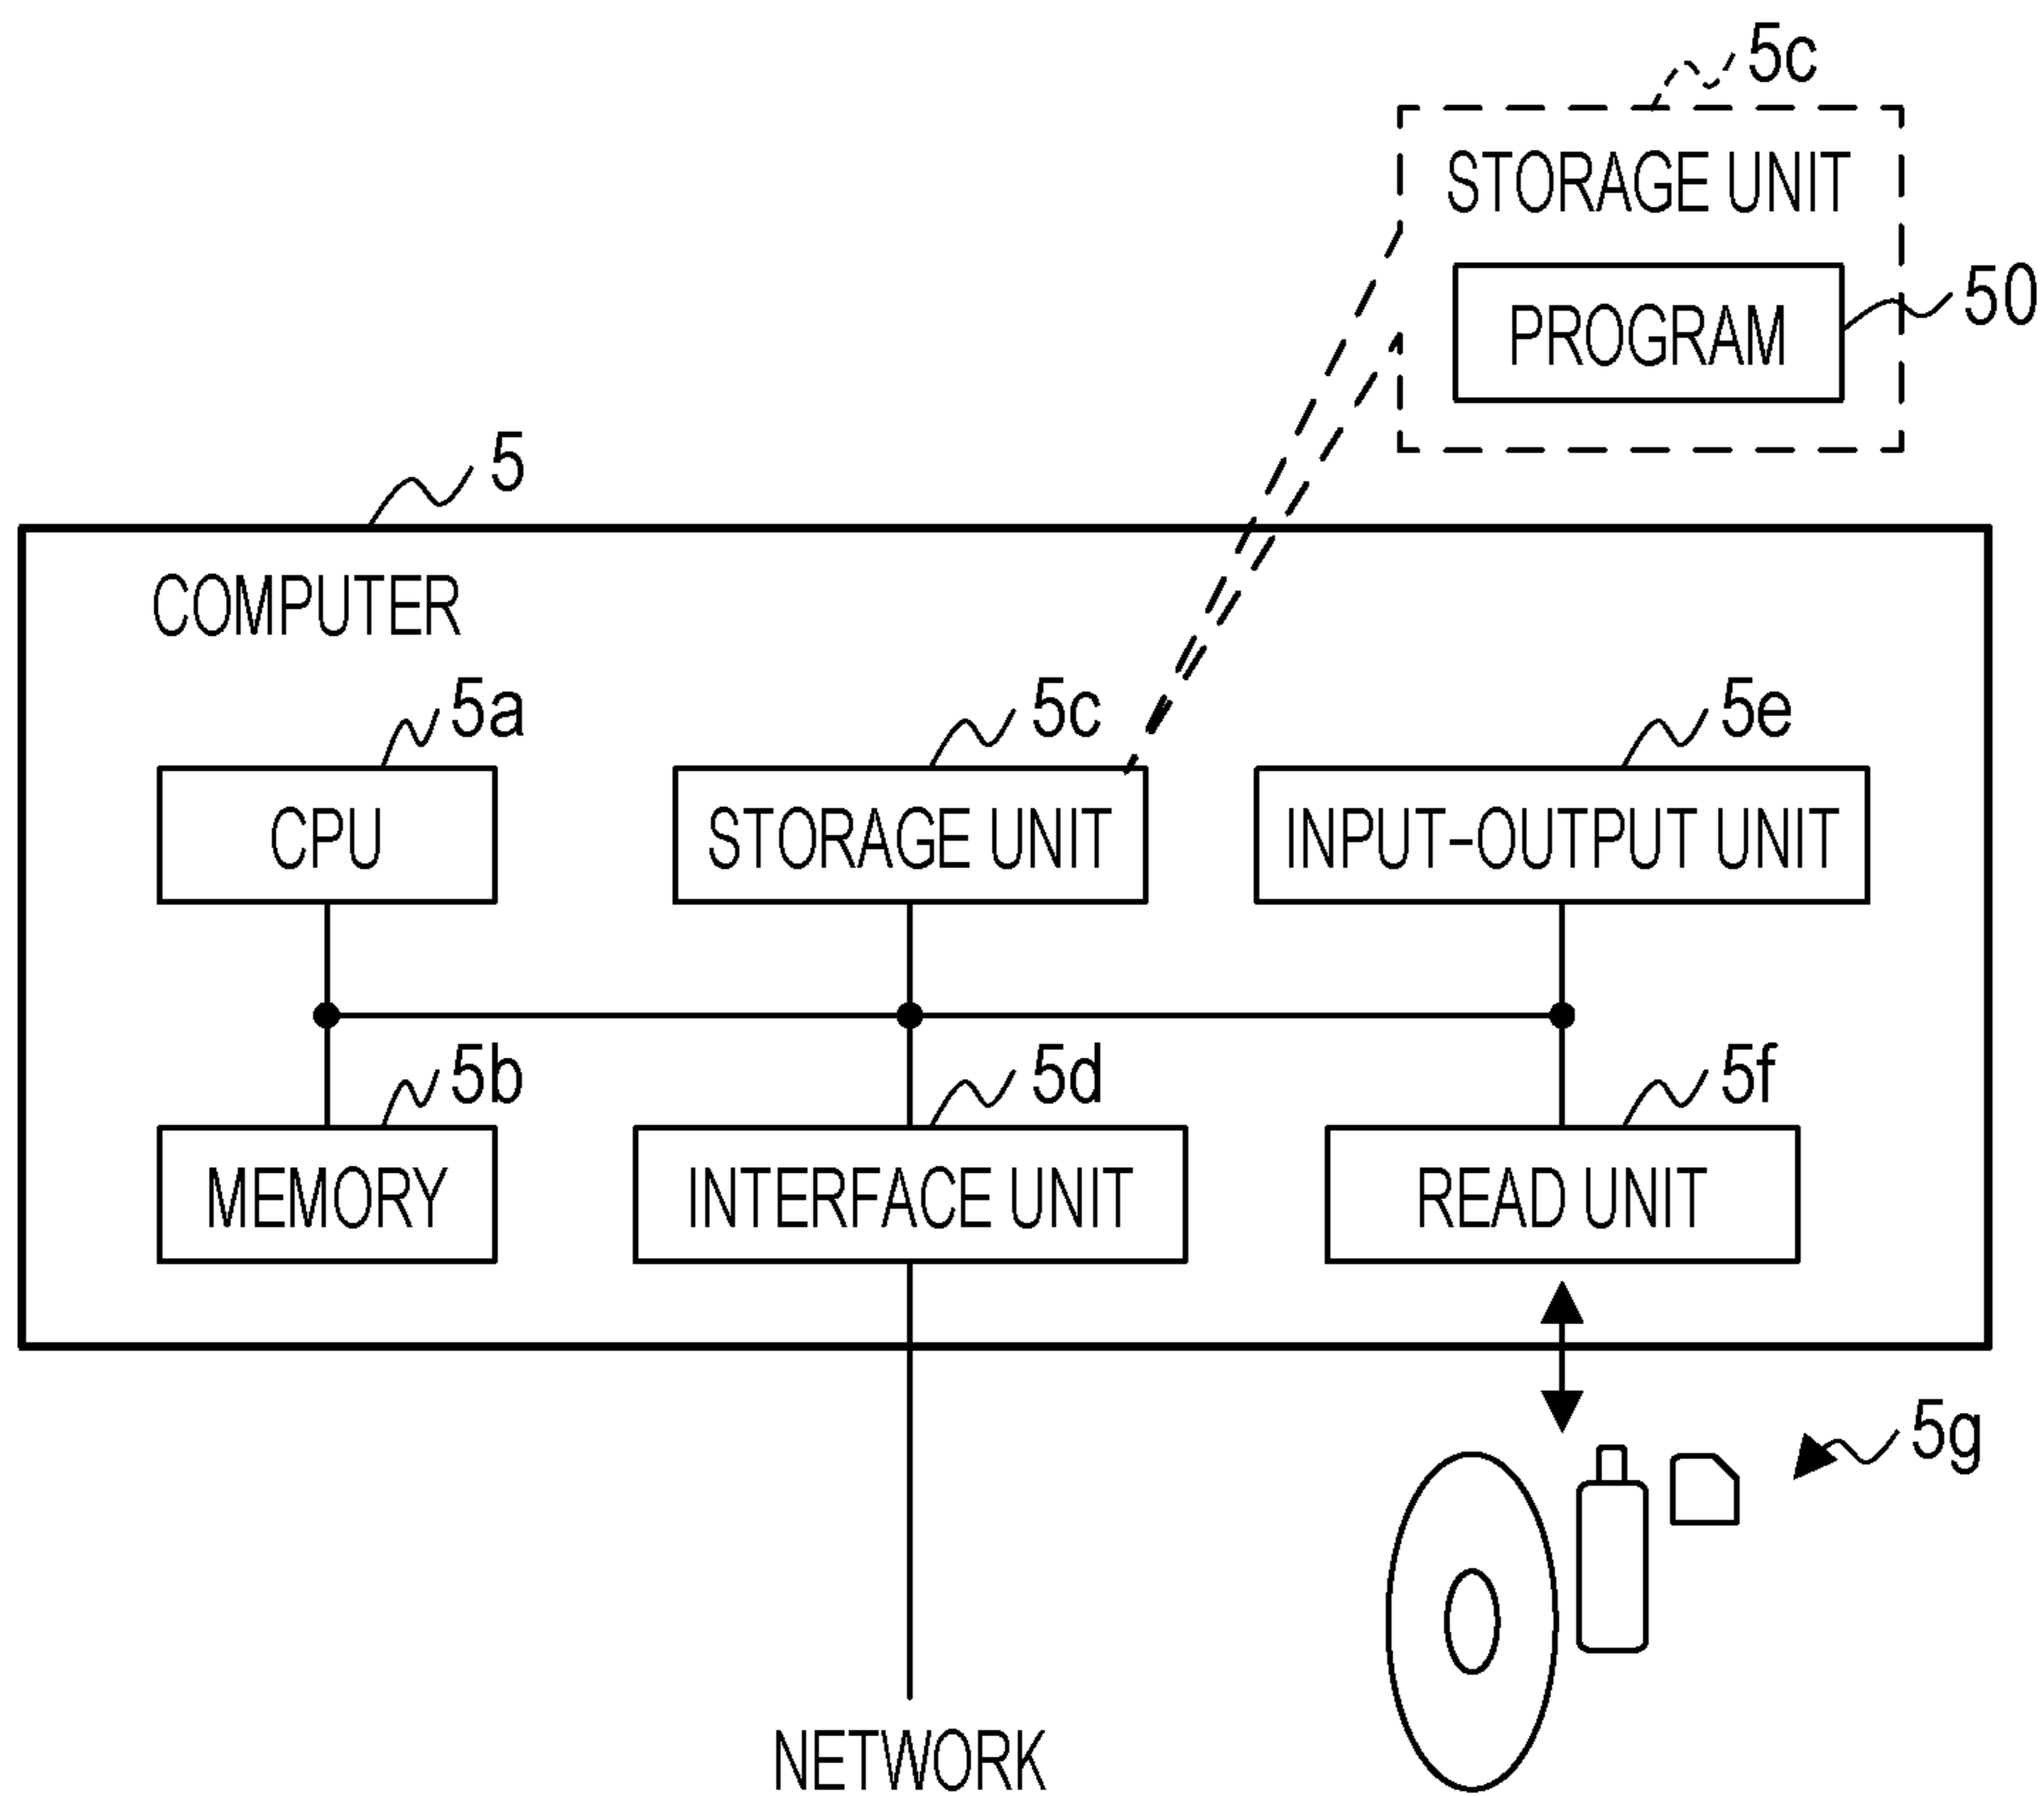 5c
STORAGE UNIT
PROGRAM
50
5
COMPUTER
5a
5c
5e
CPU
STORAGE UNIT
INPUT-OUTPUT UNIT
5b
5d
5f
MEMORY
INTERFACE UNIT
READ UNIT
5g
NETWORK